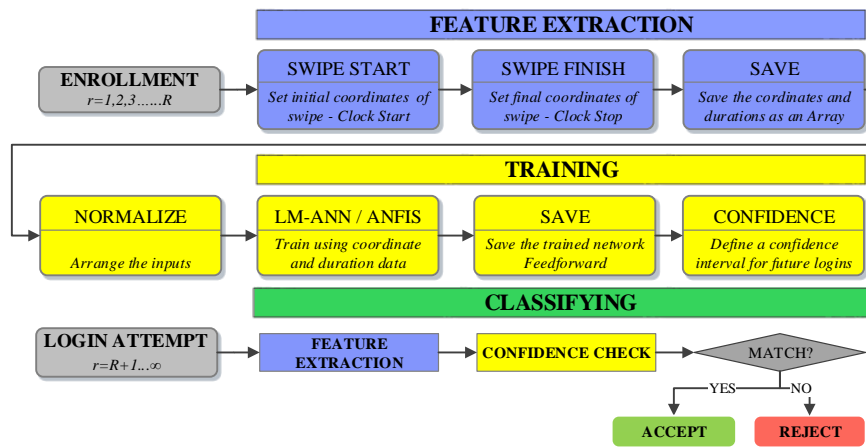 FEATURE EXTRACTION
ENROLLMENT
r=1,2,3......R
SWIPE START
Set initial coordinates of
swipe - Clock Start
SWIPE FINISH
Set final coordinates of
swipe - Clock Stop
SAVE
Save the cordinates and
durations as an Array
TRAINING
NORMALIZE
Arrange the inputs
LM-ANN / ANFIS
Train using coordinate
and duration data
SAVE
Save the trained network
Feedforward
CONFIDENCE
Define a confidence
interval for future logins
CLASSIFYING
LOGIN ATTEMPT
r=R+1...∞
FEATURE
EXTRACTION
CONFIDENCE CHECK
MATCH?
YES
NO
ACCEPT
REJECT